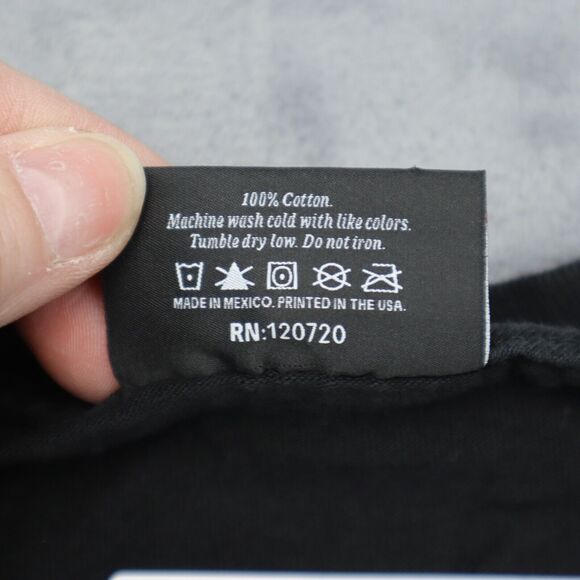 100% Cotton.
Machine wash cold with like colors.
Tumble dry low. Do not iron.
MADE IN MEXICO. PRINTED IN THE USA.
RN:120720